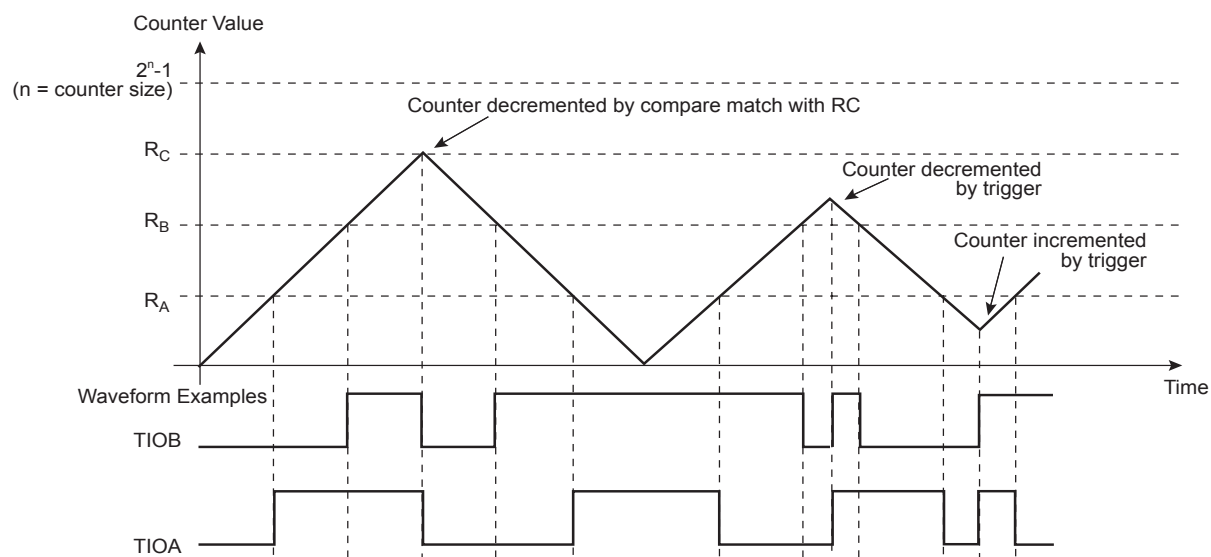 Counter Value
2ⁿ-1
(n = counter size)
Counter decremented by compare match with RC
R_C
Counter decremented
by trigger
R_B
Counter incremented
by trigger
R_A
Time
Waveform Examples
TIOB
TIOA